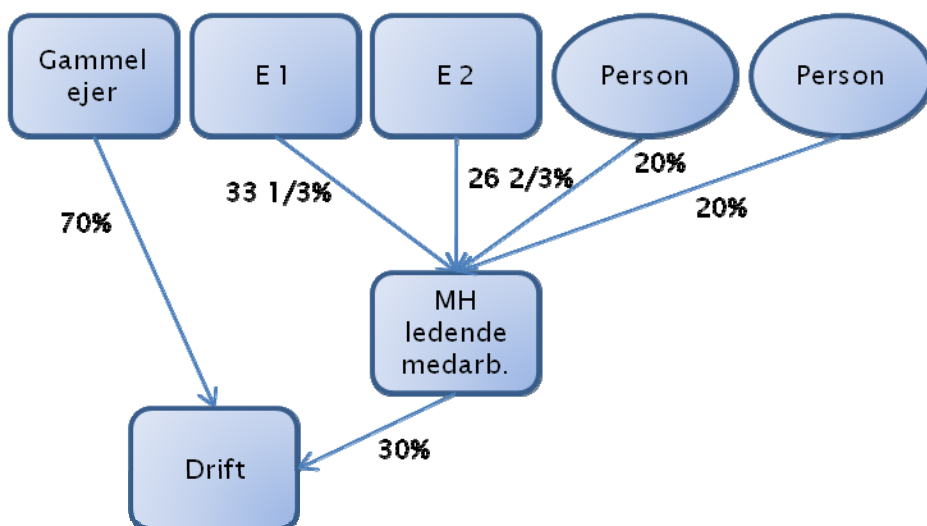 Gammel
ejer
E 1
E 2
Person
Person
33 1/3%
26 2/3%
20%
20%
70%
MH
ledende
medarb.
30%
Drift